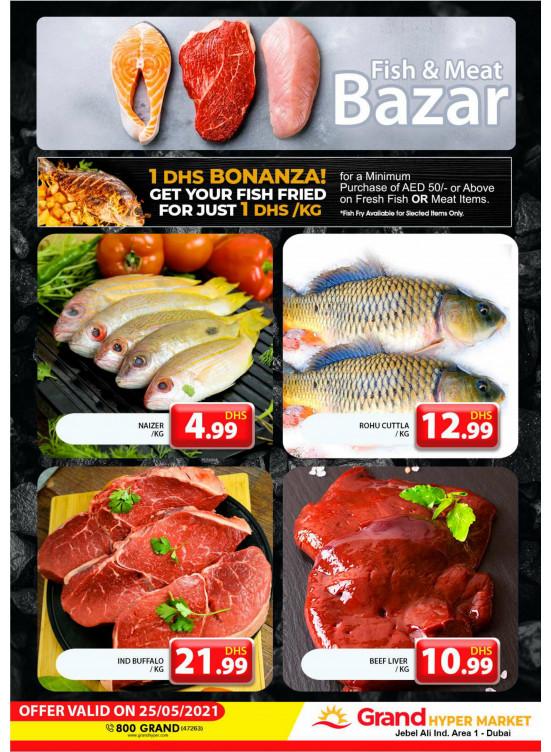 Fish & Meat
Bazar
1 DHS BONANZA!
GET YOUR FISH FRIED
FOR JUST 1 DHS /KG
for a Minimum
Purchase of AED 50/- or Above
on Fresh Fish OR Meat Items.
*Fish Fry Available for Slected Items Only.
NAIZER
/KG
DHS
4.99
ROHU CUTTLA
/ KG
DHS
12.99
IND BUFFALO
/ KG
DHS
21.99
BEEF LIVER
/ KG
DHS
10.99
OFFER VALID ON 25/05/2021
800 GRAND (47263)
www.grandhyper.com
Grand HYPER MARKET
Jebel Ali Ind. Area 1 - Dubai